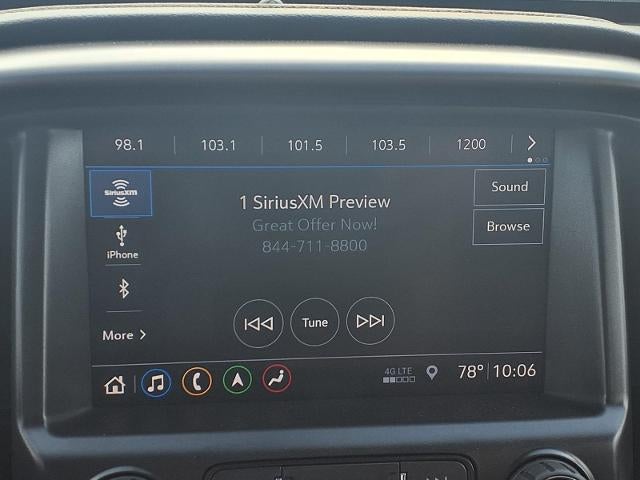 98.1 103.1 101.5 103.5 1200
SiriusXM
1 SiriusXM Preview
Sound
Great Offer Now!
Browse
844-711-8800
iPhone
Tune
More
4G LTE
78° 10:06